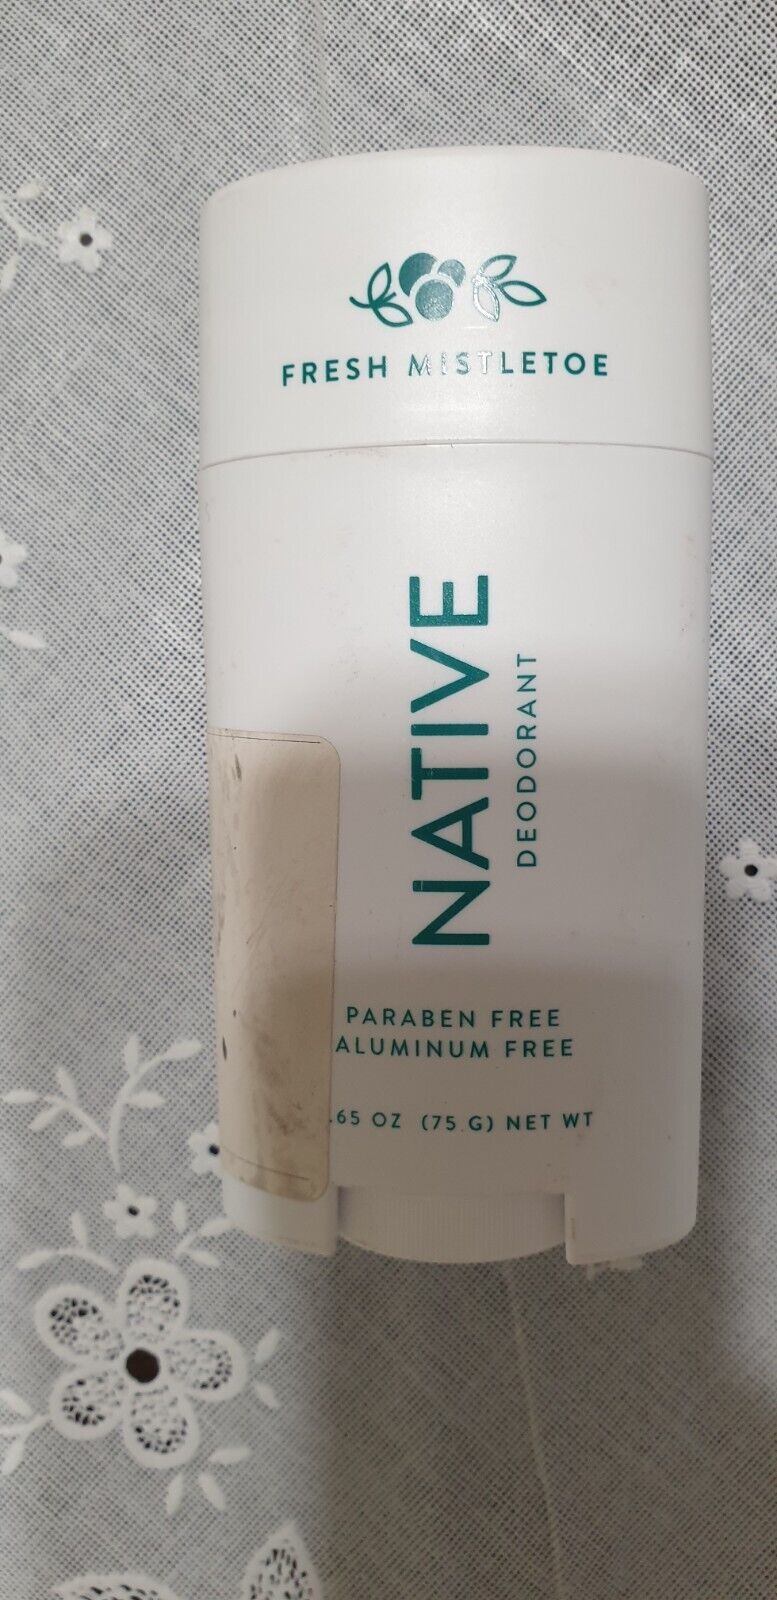 FRESH MISTLETOE
NATIVE
DEODORANT
PARABEN FREE
ALUMINUM FREE
.65 OZ (75 G) NET WT